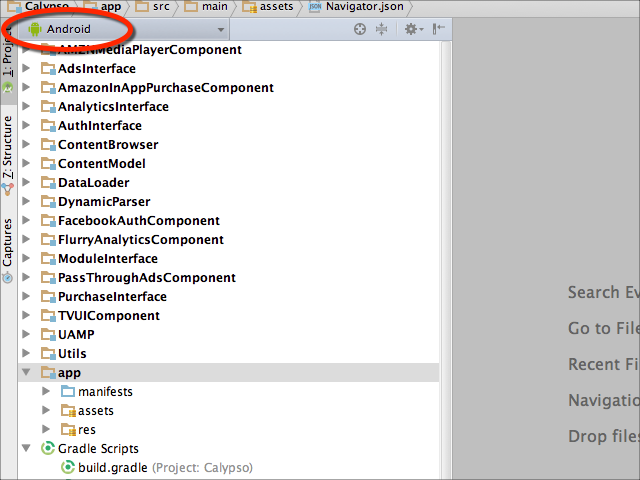 Calypso app src main assets Navigator.json
Android
1: Project
AMZNMediaPlayerComponent
AdsInterface
AmazonInAppPurchaseComponent
AnalyticsInterface
AuthInterface
7: Structure
ContentBrowser
ContentModel
DataLoader
DynamicParser
Captures
FacebookAuthComponent
FlurryAnalyticsComponent
ModuleInterface
PassThroughAdsComponent
PurchaseInterface
TVUIComponent
UAMP
Utils
app
manifests
assets
res
Gradle Scripts
build.gradle (Project: Calypso)
Search Ev
Go to File
Recent Fi
Navigatio
Drop files